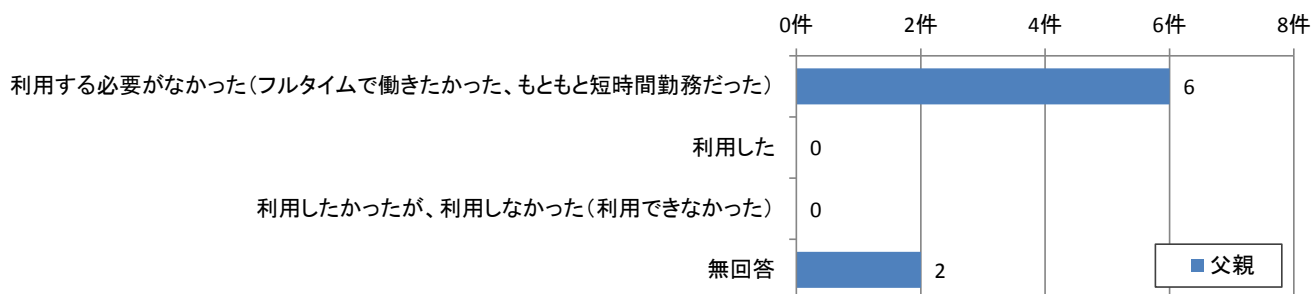 0件 2件 4件 6件 8件
利用する必要がなかった(フルタイムで働きたかった、もともと短時間勤務だった) 6
利用した 0
利用したかったが、利用しなかった(利用できなかった) 0
無回答 2
父親